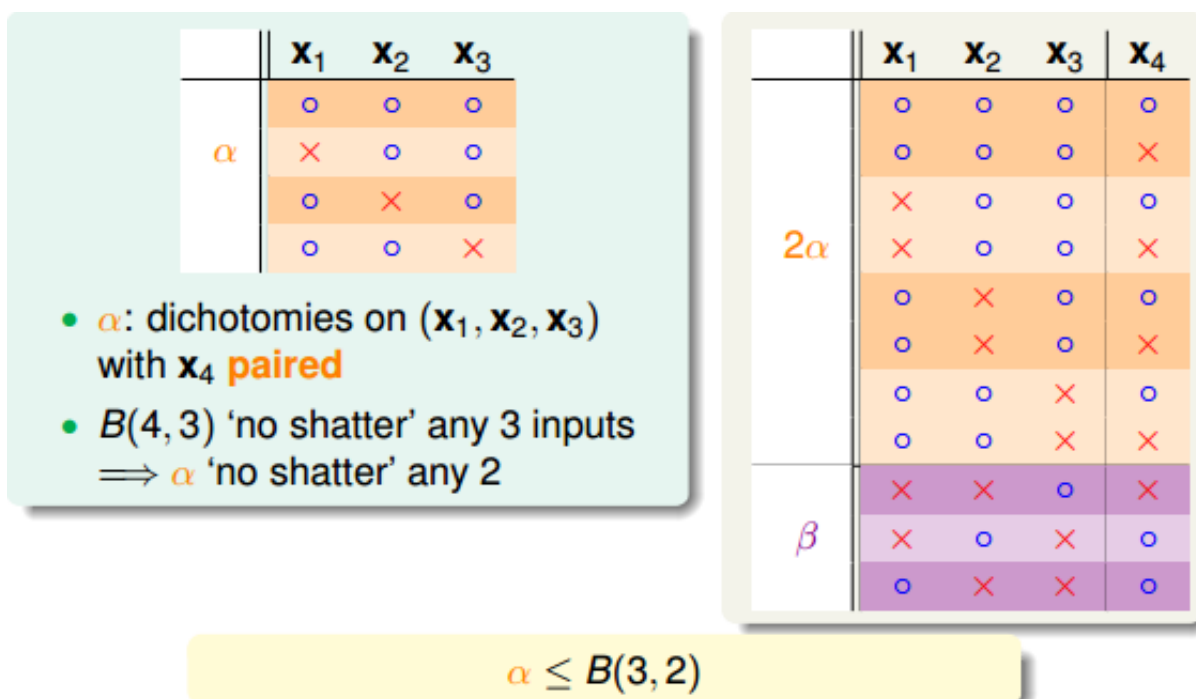 x₁ x₂ x₃
○ ○ ○
α × ○ ○
○ × ○
○ ○ ×
• α: dichotomies on (x₁, x₂, x₃)
with x₄ paired
• B(4, 3) ‘no shatter’ any 3 inputs
⟹ α ‘no shatter’ any 2
x₁ x₂ x₃ x₄
○ ○ ○ ○
○ ○ ○ ×
× ○ ○ ○
2α × ○ ○ ×
○ × ○ ○
○ × ○ ×
○ ○ × ○
○ ○ × ×
× × ○ ×
β × ○ × ○
○ × × ○
α ≤ B(3, 2)